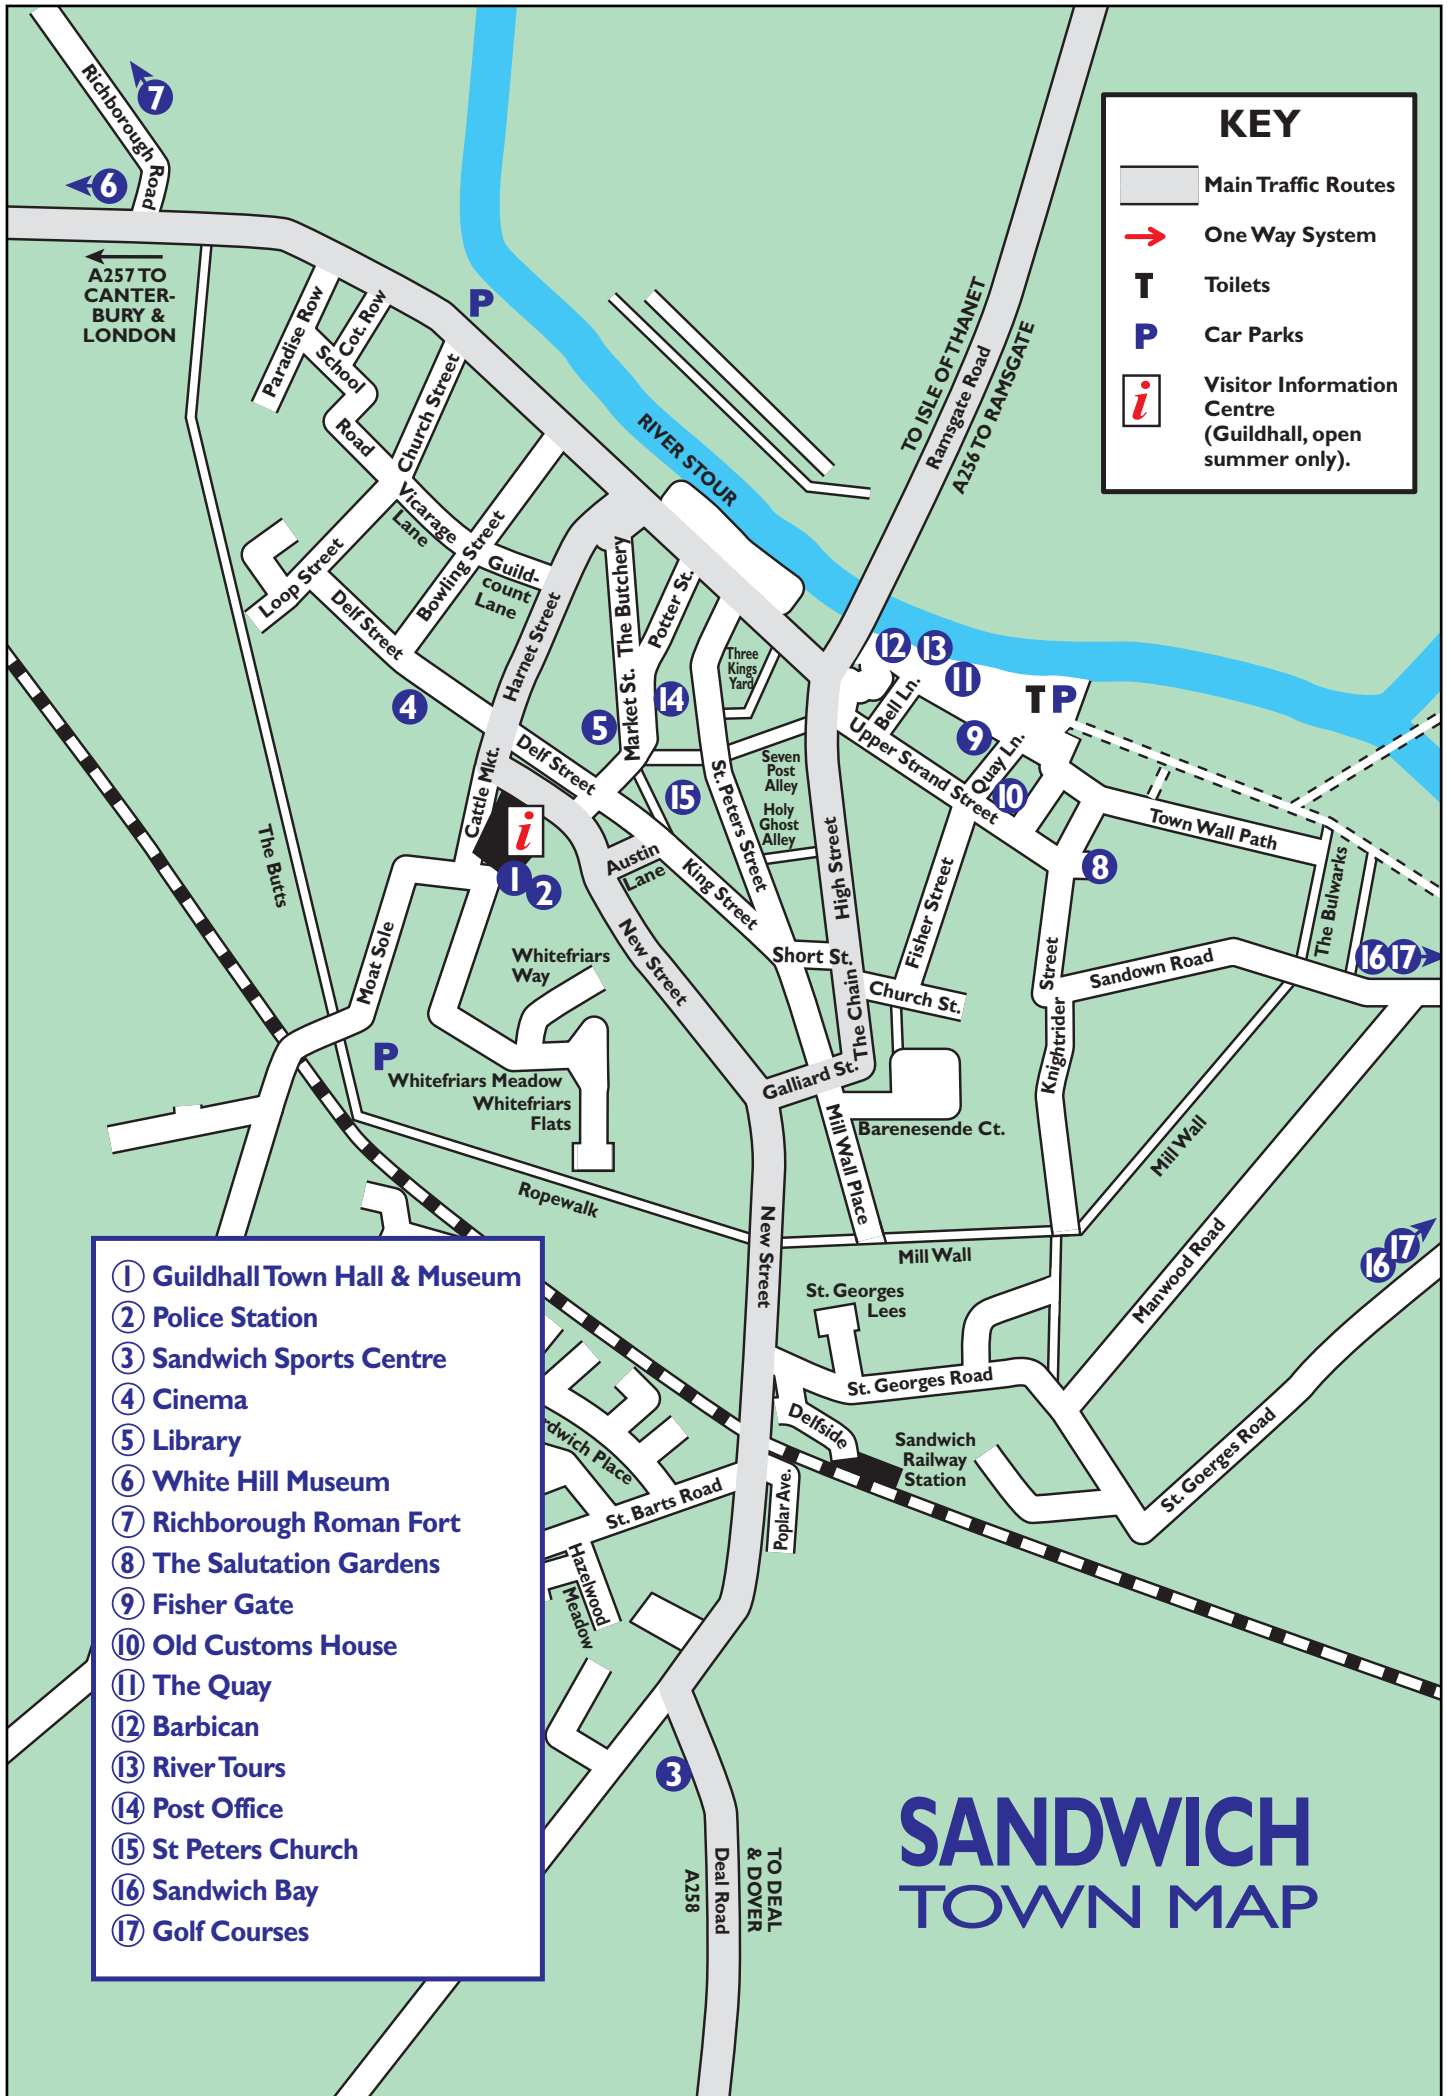 Richborough Road
7
6
A257 TO
CANTER-
BURY &
LONDON
KEY
Main Traffic Routes
One Way System
T
Toilets
P
Car Parks
i
Visitor Information
Centre
(Guildhall, open
summer only).
P
Paradise Row
Cot. Row
School
Road
Church Street
RIVER STOUR
TO ISLE OF THANET
Ramsgate Road
A256 TO RAMSGATE
Vicarage
Lane
Bowling Street
Guild-
count
Lane
Loop Street
Delf Street
Harnet Street
The Butchery
Potter St.
Three
Kings
Yard
Market St.
4
5
14
12
13
11
T P
Bell Ln.
9
Quay Ln.
10
Upper Strand Street
Delf Street
Cattle Mkt.
i
1
2
15
Seven
Post
Alley
Holy
Ghost
Alley
St. Peters Street
High Street
Town Wall Path
The Bulwarks
8
The Butts
Austin
Lane
King Street
New Street
Fisher Street
Moat Sole
Whitefriars
Way
Short St.
The Chain
Church St.
Knightrider Street
Sandown Road
16 17
P
Whitefriars Meadow
Whitefriars
Flats
Galliard St.
Barenesende Ct.
Mill Wall Place
Mill Wall
Ropewalk
New Street
Mill Wall
Manwood Road
16 17
St. Georges
Lees
St. Georges Road
Delfside
Sandwich
Railway
Station
St. Goerges Road
rdwich Place
St. Barts Road
Poplar Ave.
Hazelwood
Meadow
3
Deal Road
A258
TO DEAL
& DOVER
1 Guildhall Town Hall & Museum
2 Police Station
3 Sandwich Sports Centre
4 Cinema
5 Library
6 White Hill Museum
7 Richborough Roman Fort
8 The Salutation Gardens
9 Fisher Gate
10 Old Customs House
11 The Quay
12 Barbican
13 River Tours
14 Post Office
15 St Peters Church
16 Sandwich Bay
17 Golf Courses
SANDWICH
TOWN MAP